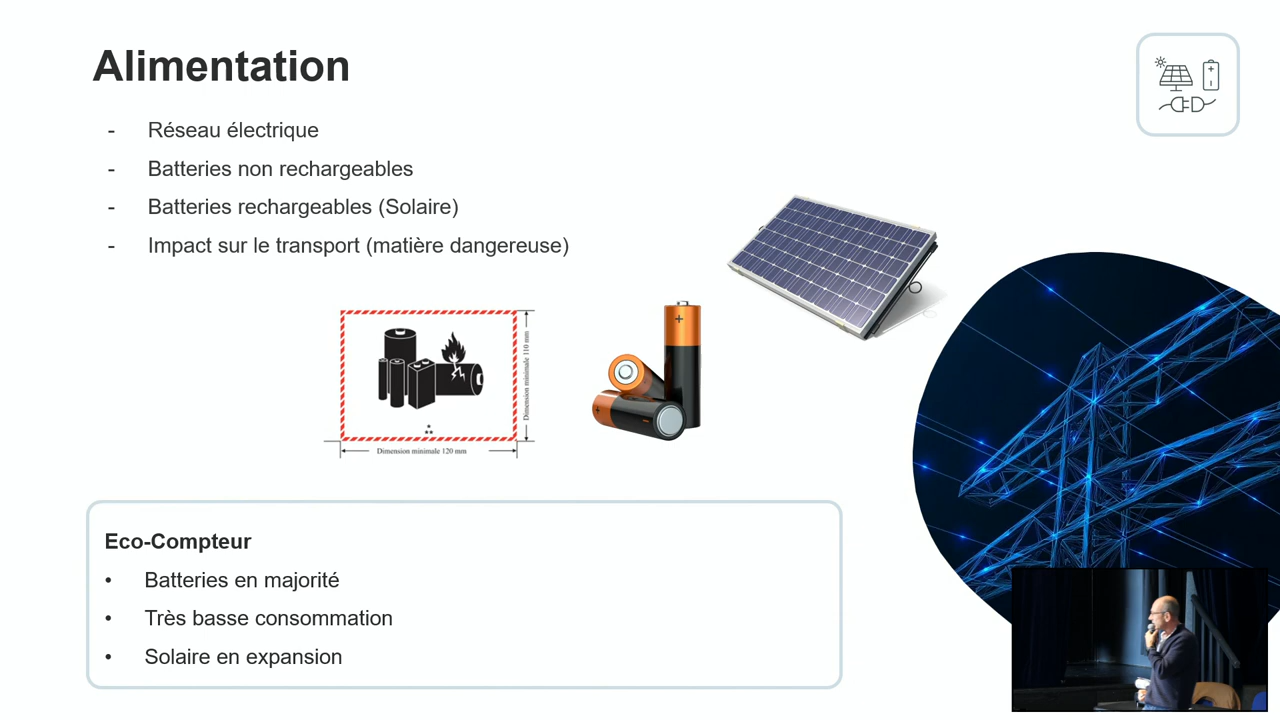 Alimentation
- Réseau électrique
- Batteries non rechargeables
- Batteries rechargeables (Solaire)
- Impact sur le transport (matière dangereuse)
Dimension minimale 110 mm
Dimension minimale 120 mm
Eco-Compteur
• Batteries en majorité
• Très basse consommation
• Solaire en expansion